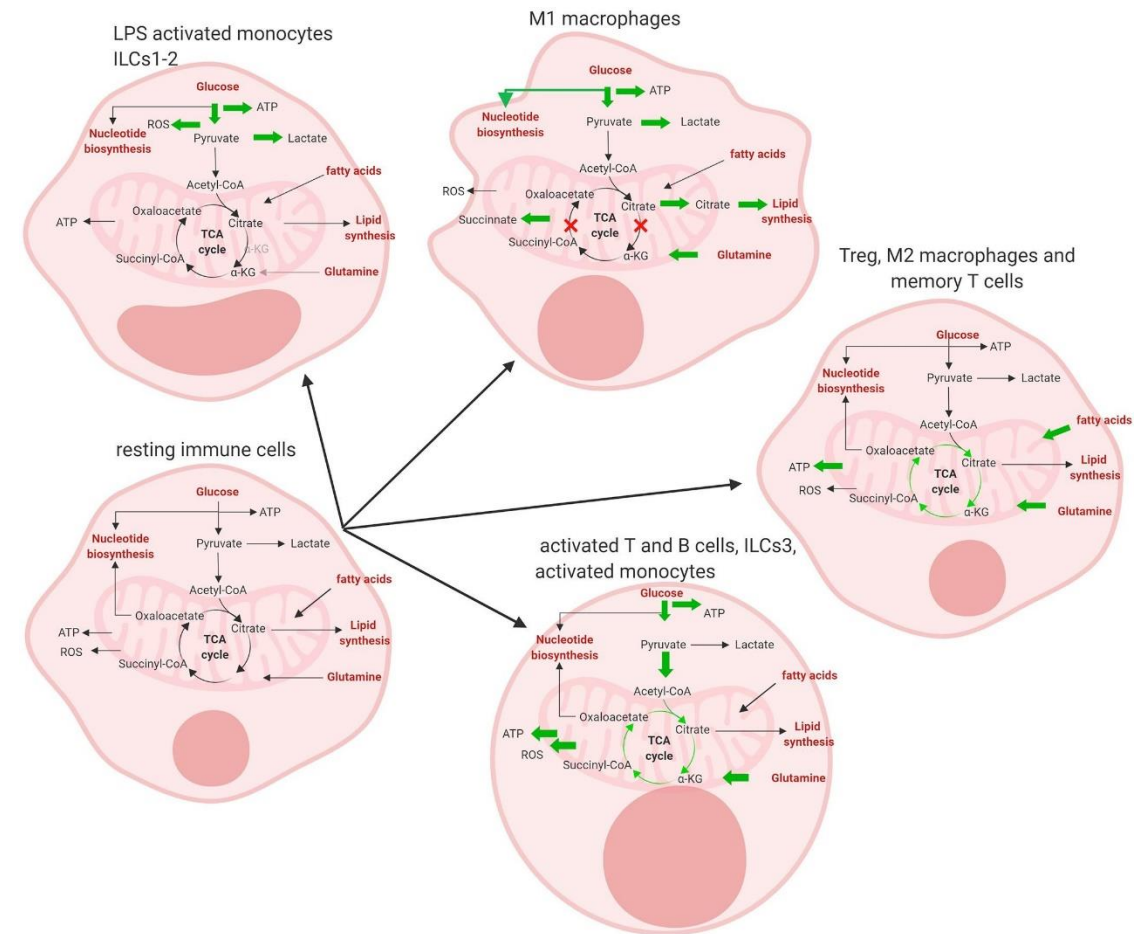 LPS activated monocytes
ILCs1-2
Glucose
ATP
ROS
Nucleotide
biosynthesis
Pyruvate
Lactate
Acetyl-CoA
fatty acids
Oxaloacetate
Citrate
ATP
TCA
cycle
Lipid
synthesis
α-KG
Succinyl-CoA
α-KG
Glutamine
M1 macrophages
Glucose
ATP
Nucleotide
biosynthesis
Pyruvate
Lactate
Acetyl-CoA
fatty acids
ROS
Oxaloacetate
Citrate
Citrate
Lipid
synthesis
Succinnate
TCA
cycle
Succinyl-CoA
α-KG
Glutamine
Treg, M2 macrophages and
memory T cells
Glucose
ATP
Nucleotide
biosynthesis
Pyruvate
Lactate
Acetyl-CoA
fatty acids
Oxaloacetate
Citrate
Lipid
synthesis
ATP
TCA
cycle
ROS
Succinyl-CoA
α-KG
Glutamine
resting immune cells
Glucose
ATP
Nucleotide
biosynthesis
Pyruvate
Lactate
Acetyl-CoA
fatty acids
Oxaloacetate
Citrate
Lipid
synthesis
ATP
TCA
cycle
ROS
Succinyl-CoA
Glutamine
activated T and B cells, ILCs3,
activated monocytes
Glucose
ATP
Nucleotide
biosynthesis
Pyruvate
Lactate
Acetyl-CoA
fatty acids
Oxaloacetate
Citrate
Lipid
synthesis
ATP
TCA
cycle
ROS
Succinyl-CoA
α-KG
Glutamine